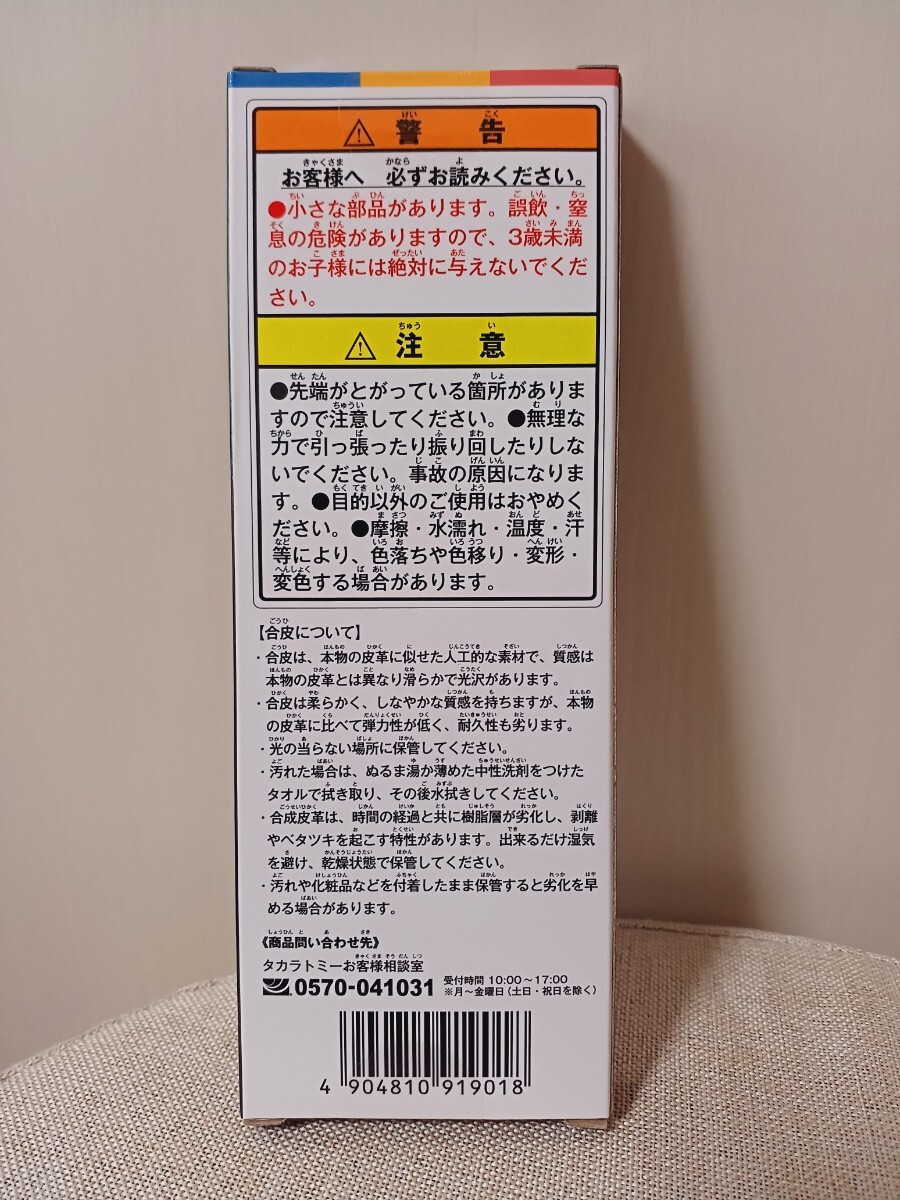 ⚠ 警告
お客様へ 必ずお読みください。
●小さな部品があります。誤飲・窒
息の危険がありますので、3歳未満
のお子様には絶対に与えないでくだ
さい。
⚠ 注意
●先端がとがっている箇所がありま
すので注意してください。●無理な
力で引っ張ったり振り回したりしな
いでください。事故の原因になりま
す。●目的以外のご使用はおやめく
ださい。●摩擦・水濡れ・温度・汗
等により、色落ちや色移り・変形・
変色する場合があります。
【合皮について】
・合皮は、本物の皮革に似せた人工的な素材で、質感は
本物の皮革とは異なり滑らかで光沢があります。
・合皮は柔らかく、しなやかな質感を持ちますが、本物
の皮革に比べて弾力性が低く、耐久性も劣ります。
・光の当らない場所に保管してください。
・汚れた場合は、ぬるま湯か薄めた中性洗剤をつけた
タオルで拭き取り、その後水拭きしてください。
・合成皮革は、時間の経過と共に樹脂層が劣化し、剥離
やベタツキを起こす特性があります。出来るだけ湿気
を避け、乾燥状態で保管してください。
・汚れや化粧品などを付着したまま保管すると劣化を早
める場合があります。
《商品問い合わせ先》
タカラトミーお客様相談室
0570-041031 受付時間 10:00～17:00
※月～金曜日(土日・祝日を除く)
4 904810 919018